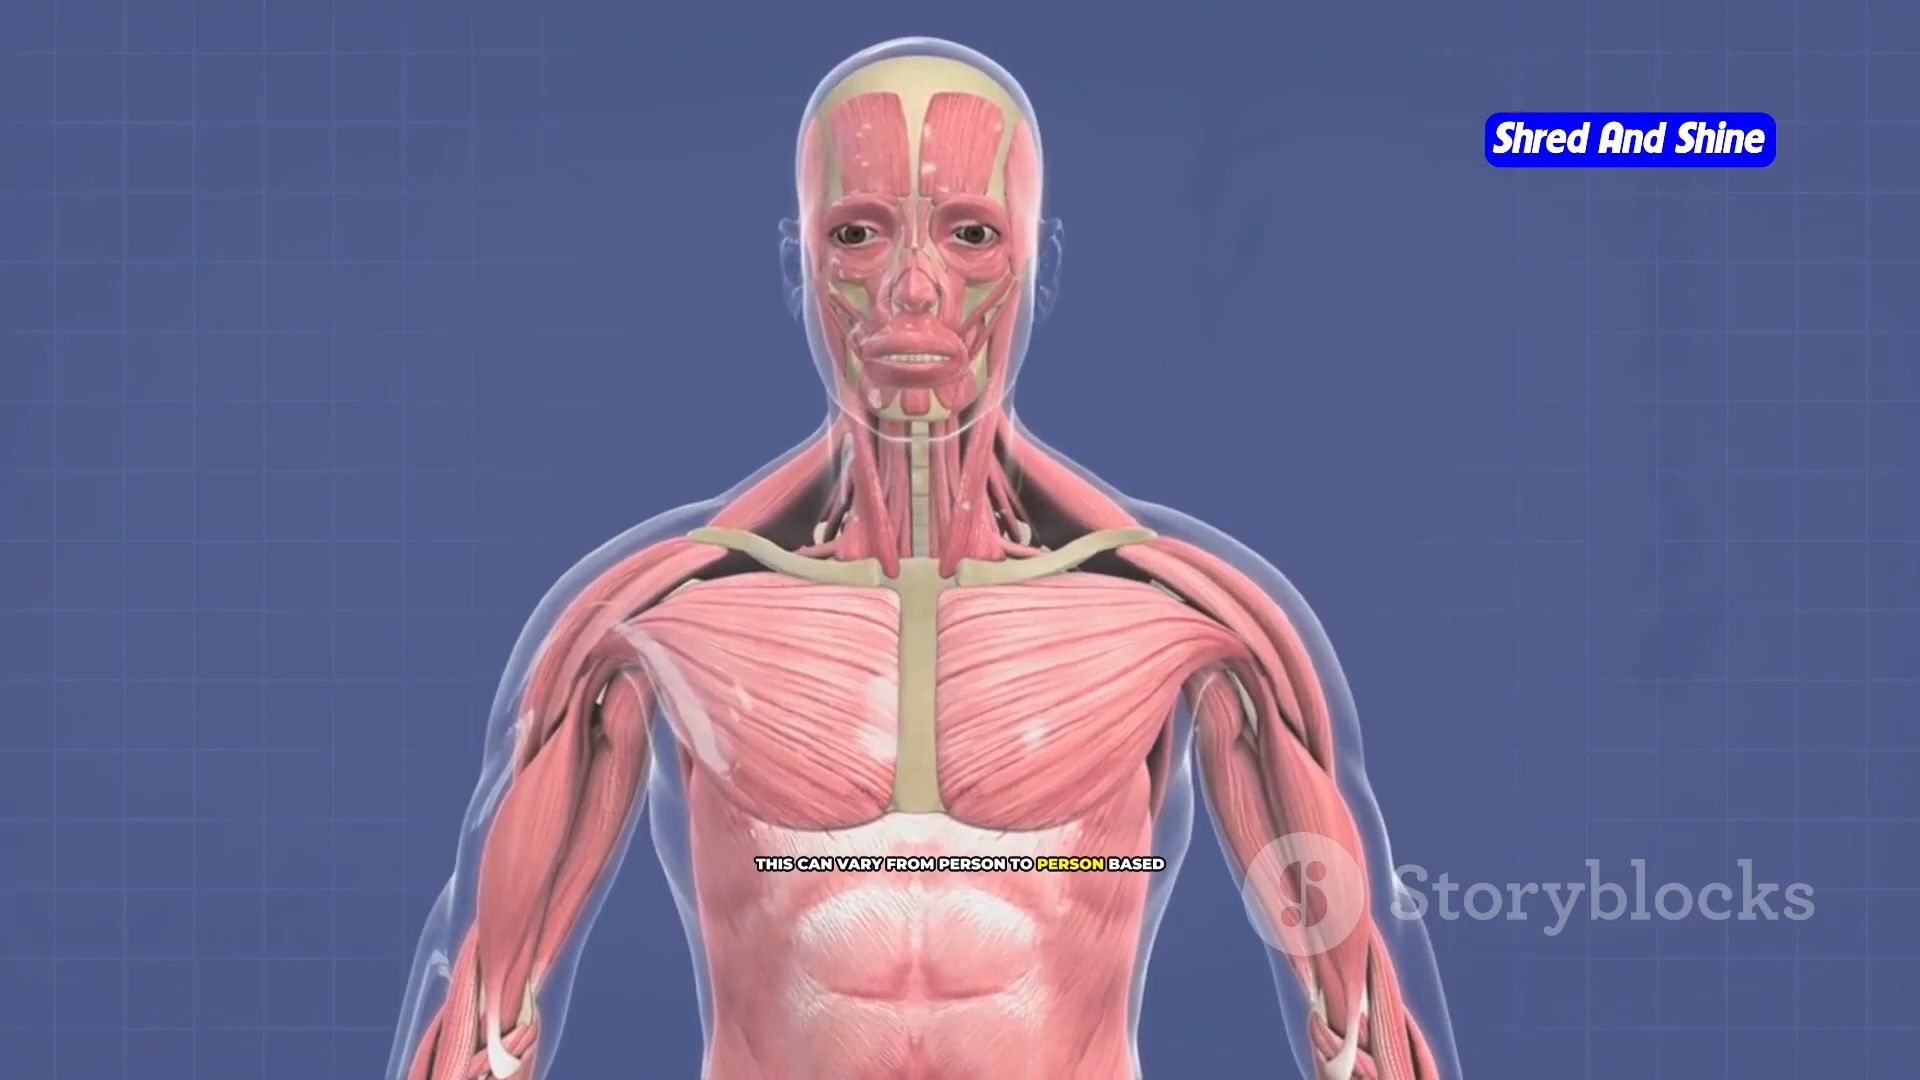 Shred And Shine
THIS CAN VARY FROM PERSON TO PERSON BASED
Storyblocks